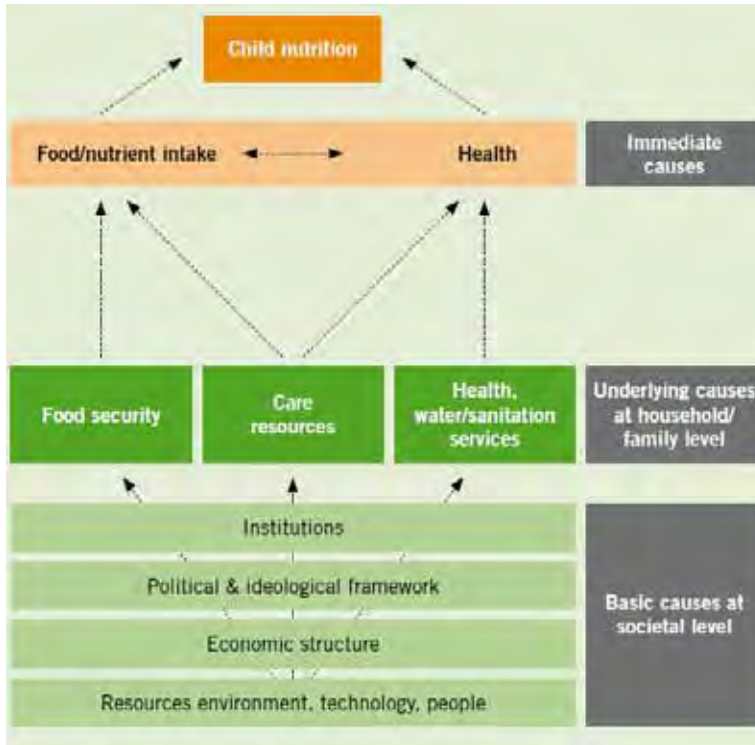 Child nutrition
Food/nutrient intake
Health
Immediate
causes
Food security
Care
resources
Health,
water/sanitation
services
Underlying causes
at household/
family level
Institutions
Political & ideological framework
Economic structure
Resources environment, technology, people
Basic causes at
societal level